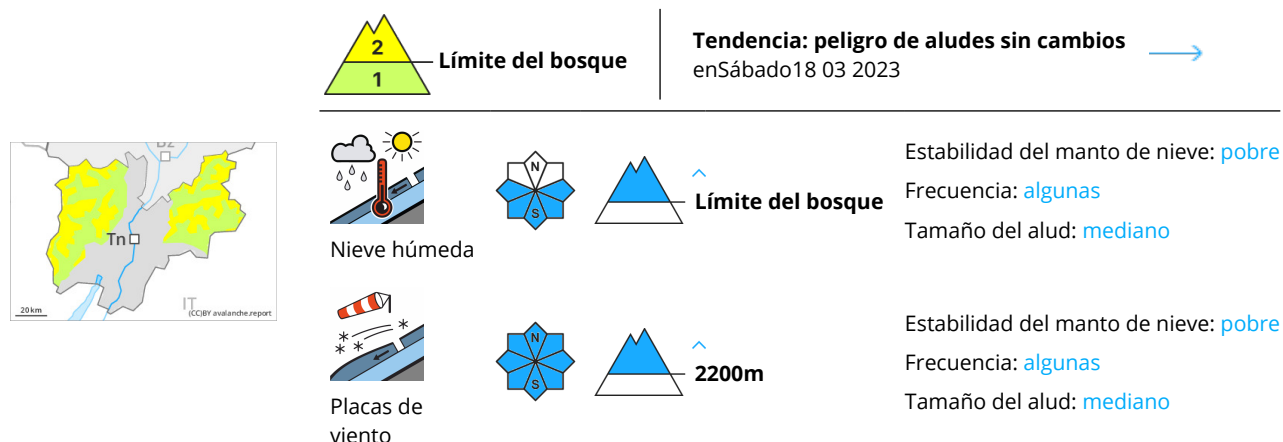 2
1
Límite del bosque
Tendencia: peligro de aludes sin cambios
enSábado18 03 2023
Tn
20 km
IT
(CC)BY avalanche.report
N
S
Límite del bosque
Nieve húmeda
Estabilidad del manto de nieve: pobre
Frecuencia: algunas
Tamaño del alud: mediano
N
S
2200m
Placas de
viento
Estabilidad del manto de nieve: pobre
Frecuencia: algunas
Tamaño del alud: mediano